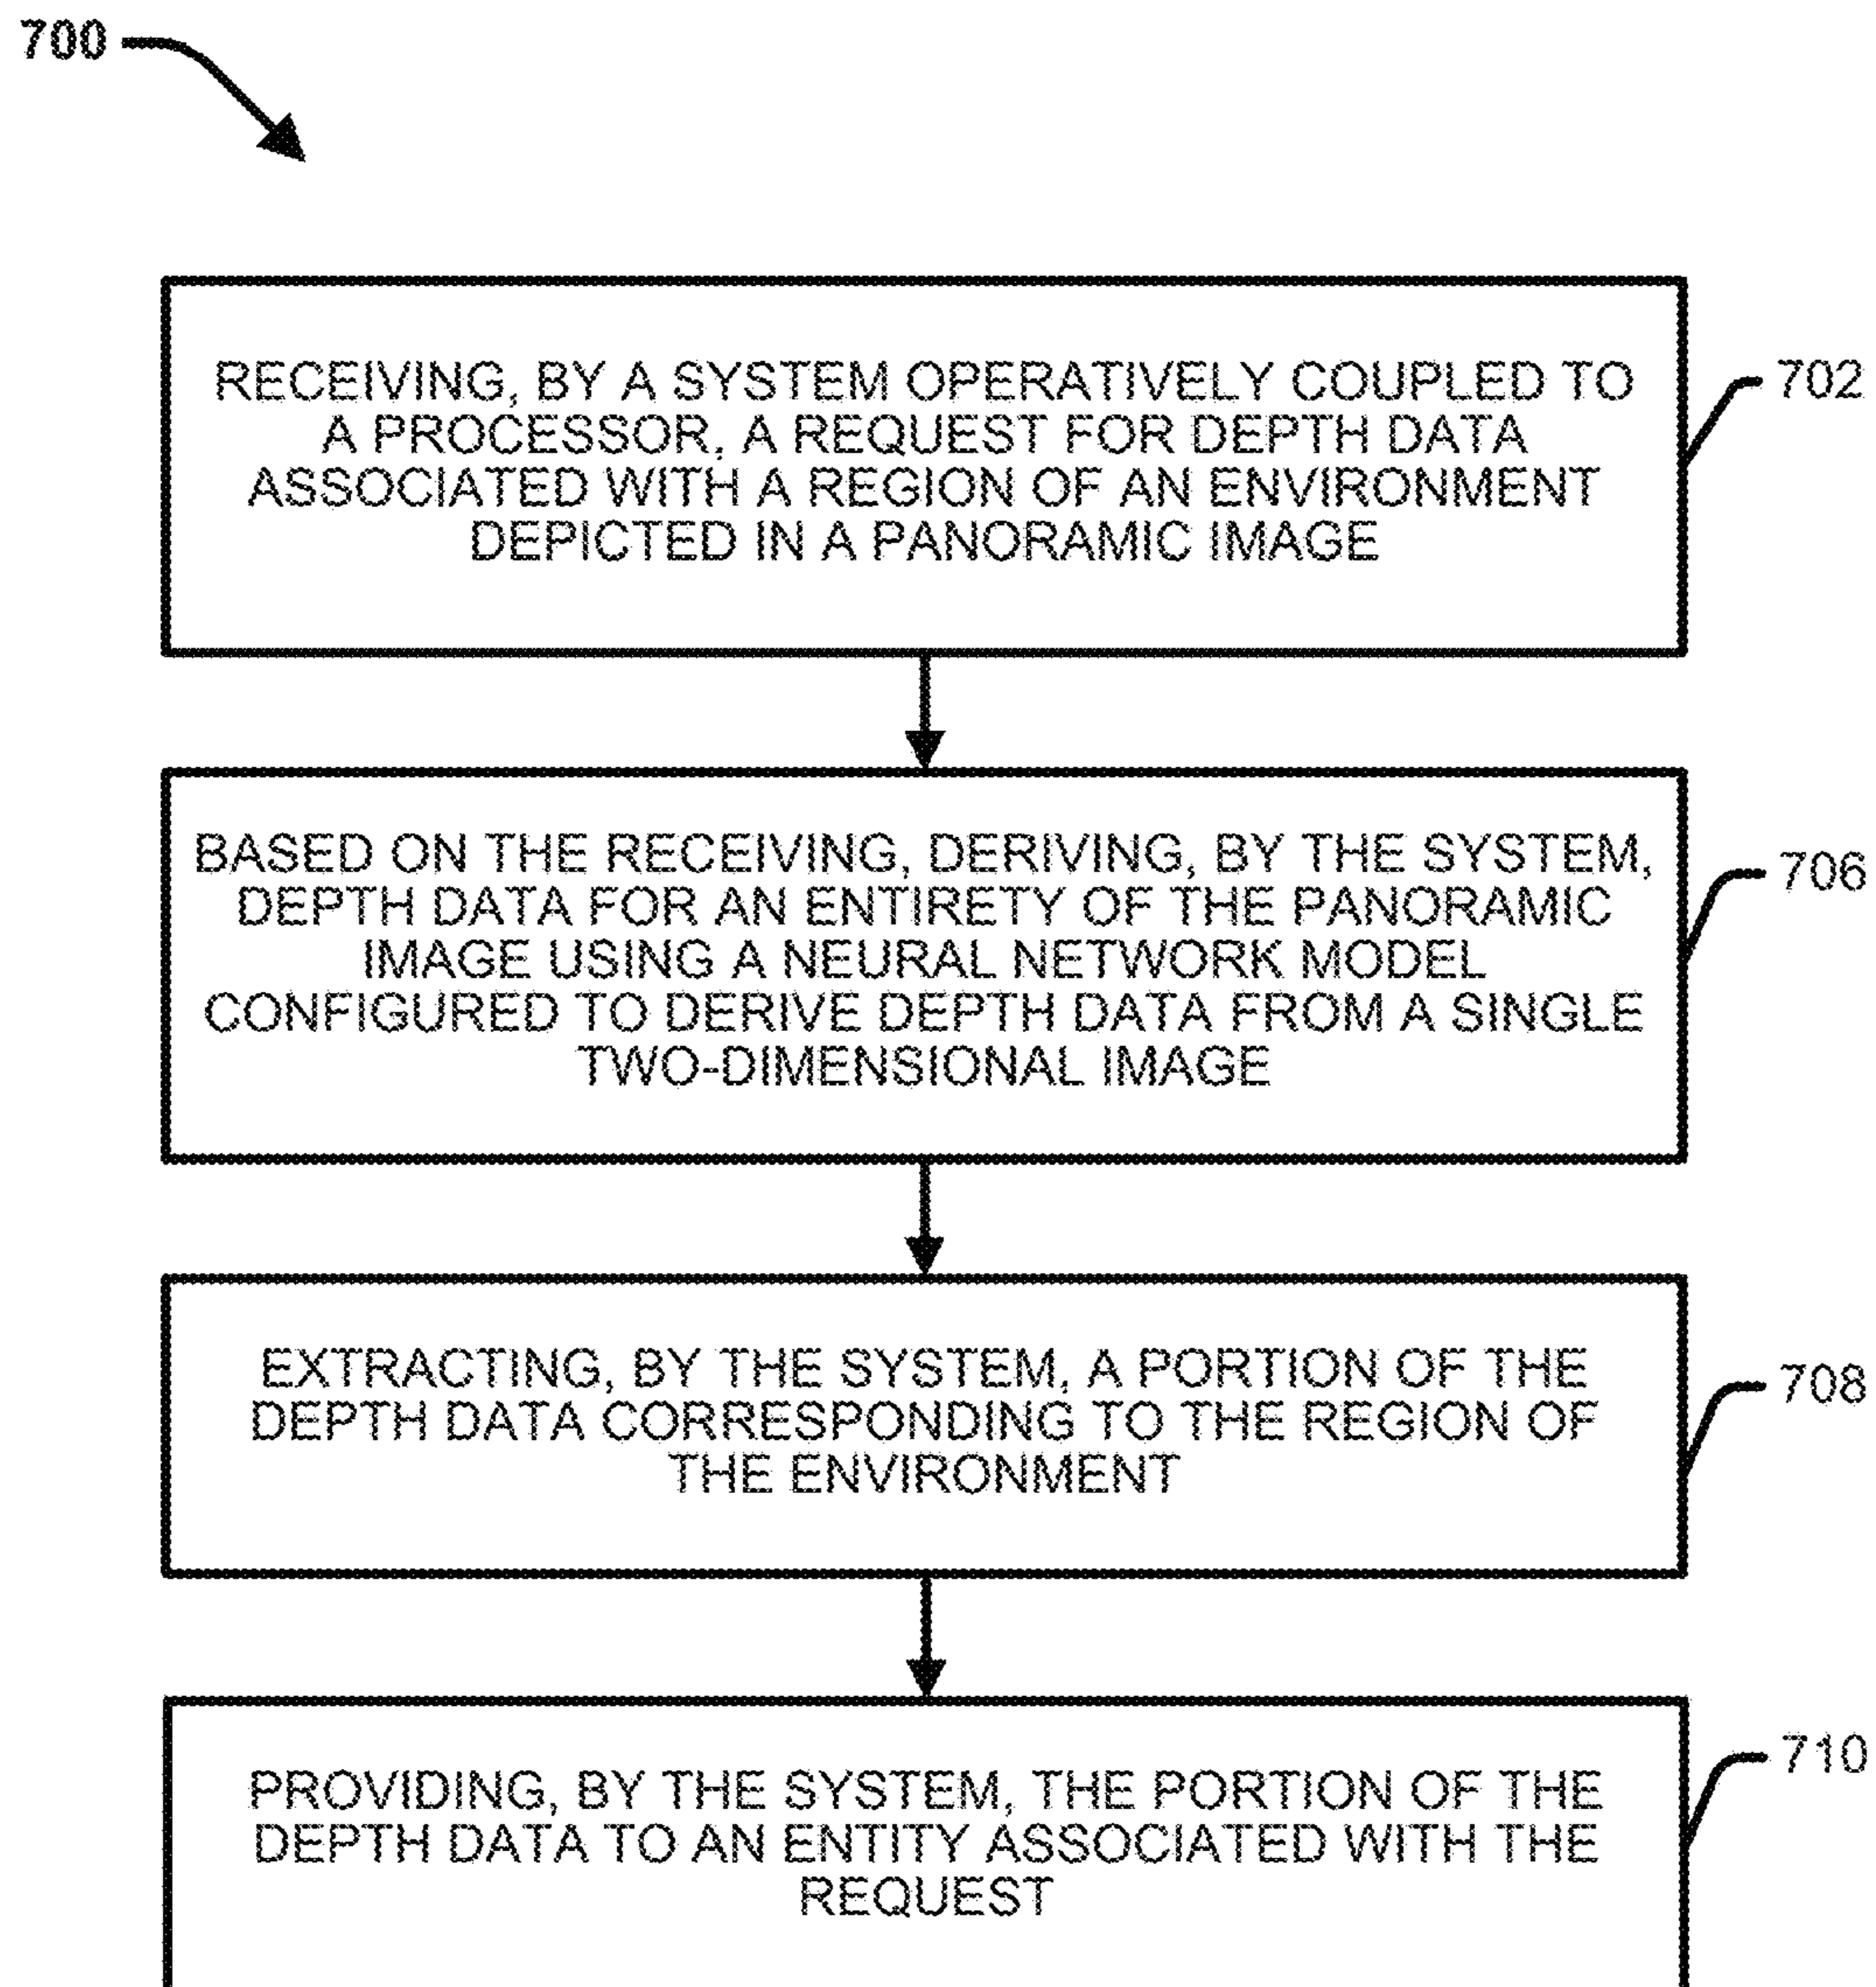 700
RECEIVING, BY A SYSTEM OPERATIVELY COUPLED TO
A PROCESSOR, A REQUEST FOR DEPTH DATA
ASSOCIATED WITH A REGION OF AN ENVIRONMENT
DEPICTED IN A PANORAMIC IMAGE
702
BASED ON THE RECEIVING, DERIVING, BY THE SYSTEM,
DEPTH DATA FOR AN ENTIRETY OF THE PANORAMIC
IMAGE USING A NEURAL NETWORK MODEL
CONFIGURED TO DERIVE DEPTH DATA FROM A SINGLE
TWO-DIMENSIONAL IMAGE
706
EXTRACTING, BY THE SYSTEM, A PORTION OF THE
DEPTH DATA CORRESPONDING TO THE REGION OF
THE ENVIRONMENT
708
PROVIDING, BY THE SYSTEM, THE PORTION OF THE
DEPTH DATA TO AN ENTITY ASSOCIATED WITH THE
REQUEST
710